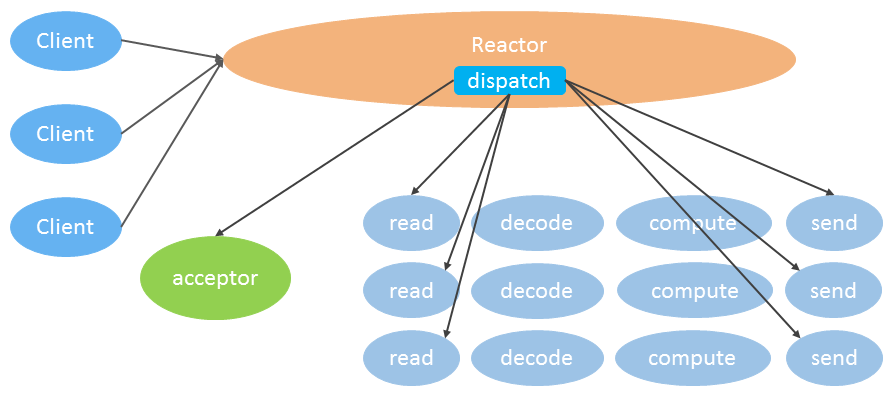 Client
Reactor
dispatch
Client
Client
acceptor
read decode compute send
read decode compute send
read decode compute send